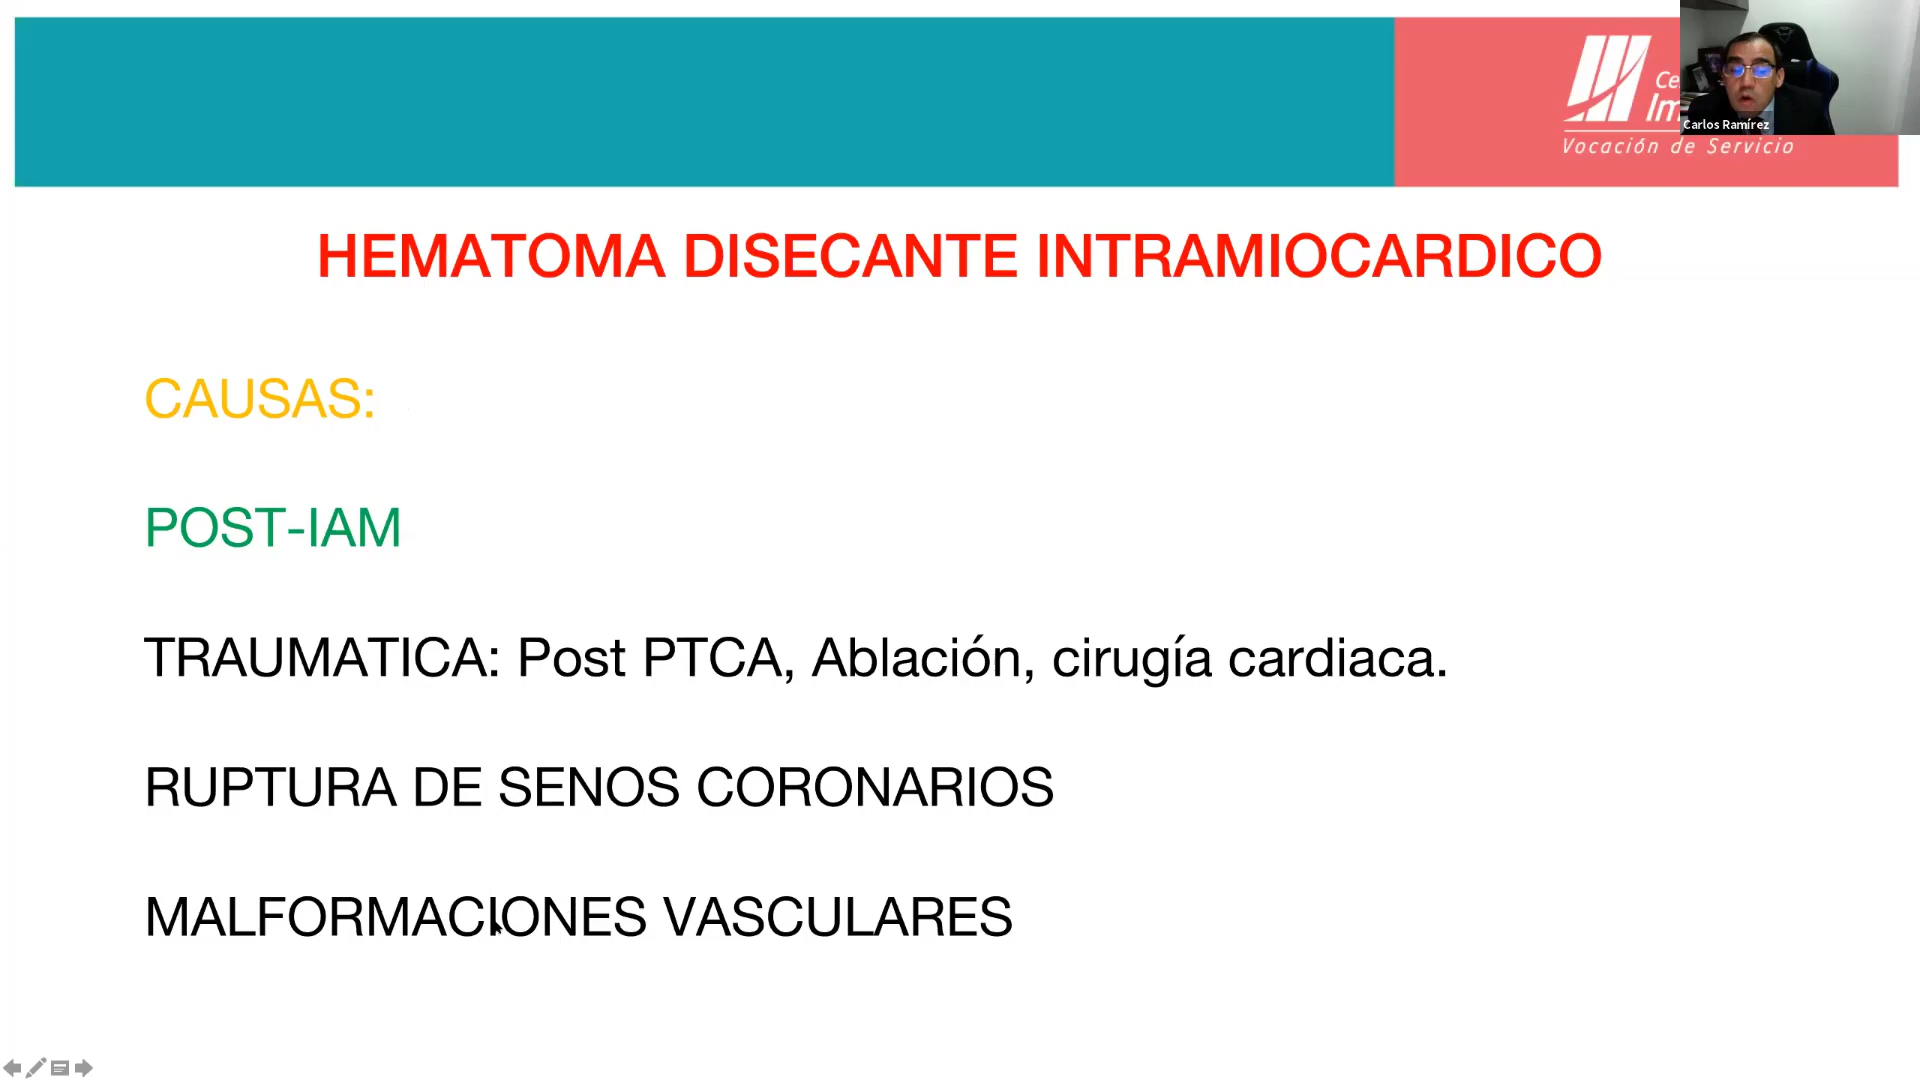 Vocación de Servicio
Carlos Ramírez
HEMATOMA DISECANTE INTRAMIOCARDICO
CAUSAS:
POST-IAM
TRAUMATICA: Post PTCA, Ablación, cirugía cardiaca.
RUPTURA DE SENOS CORONARIOS
MALFORMACIONES VASCULARES